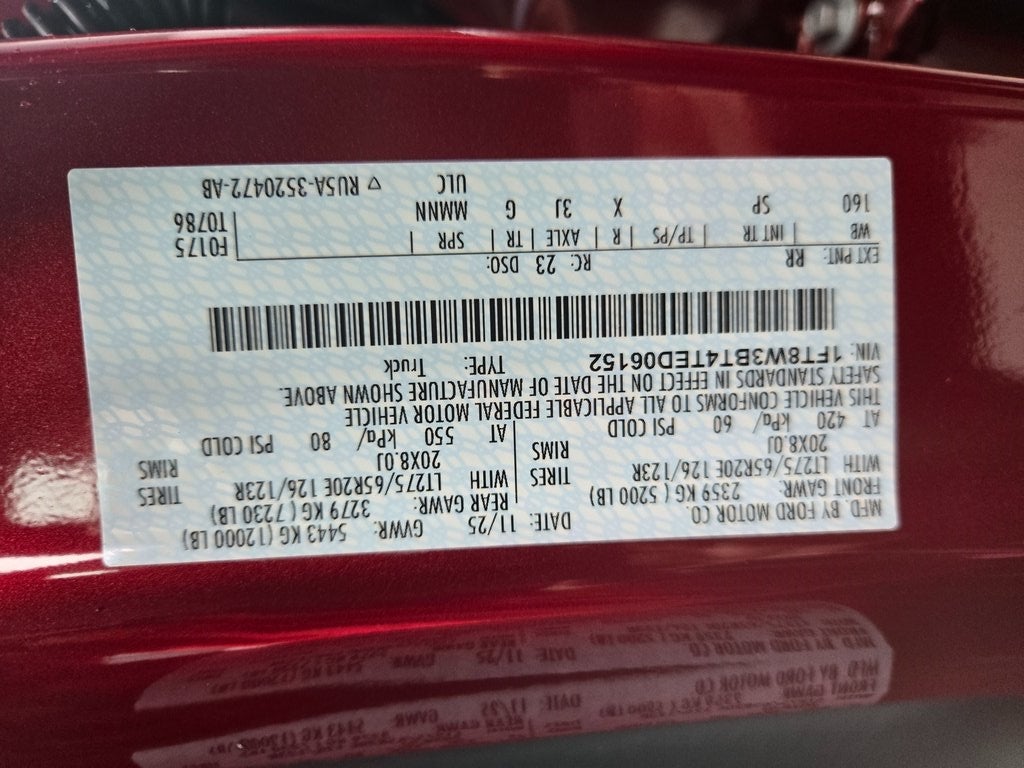 MFD. BY FORD MOTOR CO.
DATE: 11/25 GVWR: 5443 KG (12000 LB)
FRONT GAWR: 2359 KG (5200 LB) REAR GAWR: 3279 KG (7230 LB)
WITH LT275/65R20E 126/123R TIRES WITH LT275/65R20E 126/123R TIRES
20X8.0J RIMS 20X8.0J RIMS
AT 420 kPa/ 60 PSI COLD AT 550 kPa/ 80 PSI COLD
THIS VEHICLE CONFORMS TO ALL APPLICABLE FEDERAL MOTOR VEHICLE
SAFETY STANDARDS IN EFFECT ON THE DATE OF MANUFACTURE SHOWN ABOVE.
VIN: 1FT8W3BT4TED06152 TYPE: Truck
EXT PNT: RR RC: 23 DSO: F0175
WB | INT TR | TP/PS | R | AXLE | TR | SPR | T0786
160 SP X 3J G MMNN
ULC ▽ RU5A-3520472-AB